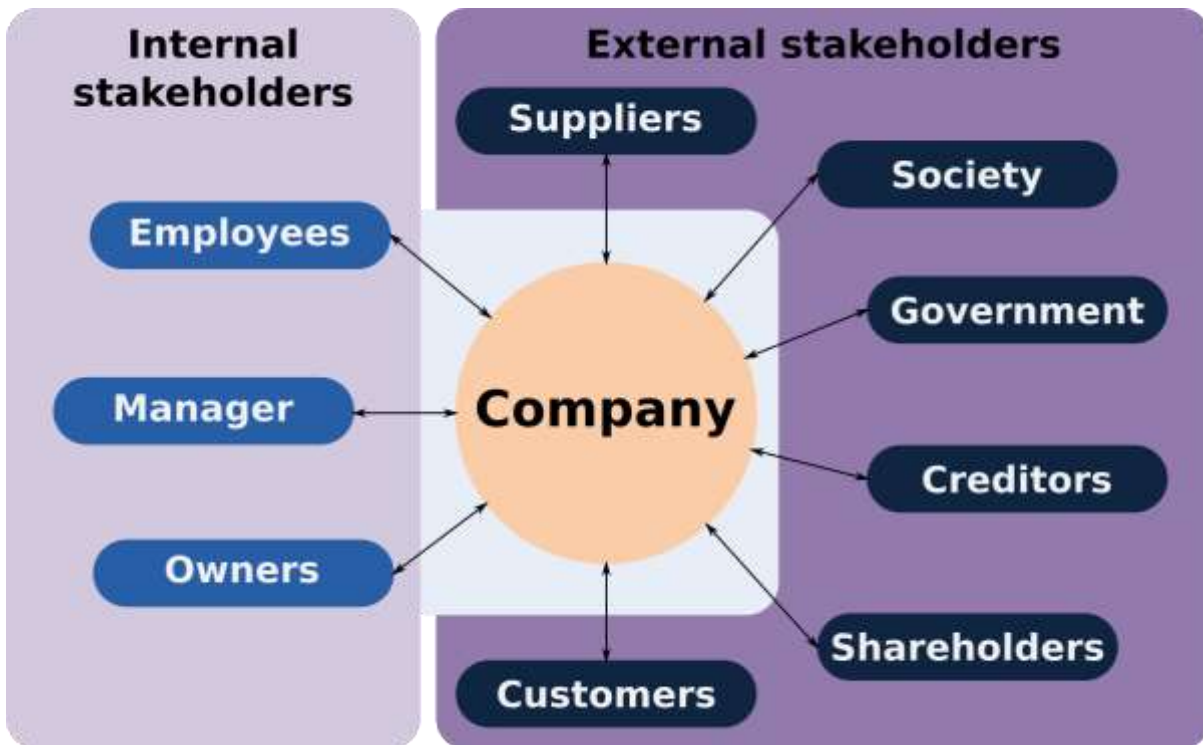 Internal
stakeholders
Employees
Manager
Owners
External stakeholders
Suppliers
Society
Government
Company
Creditors
Shareholders
Customers